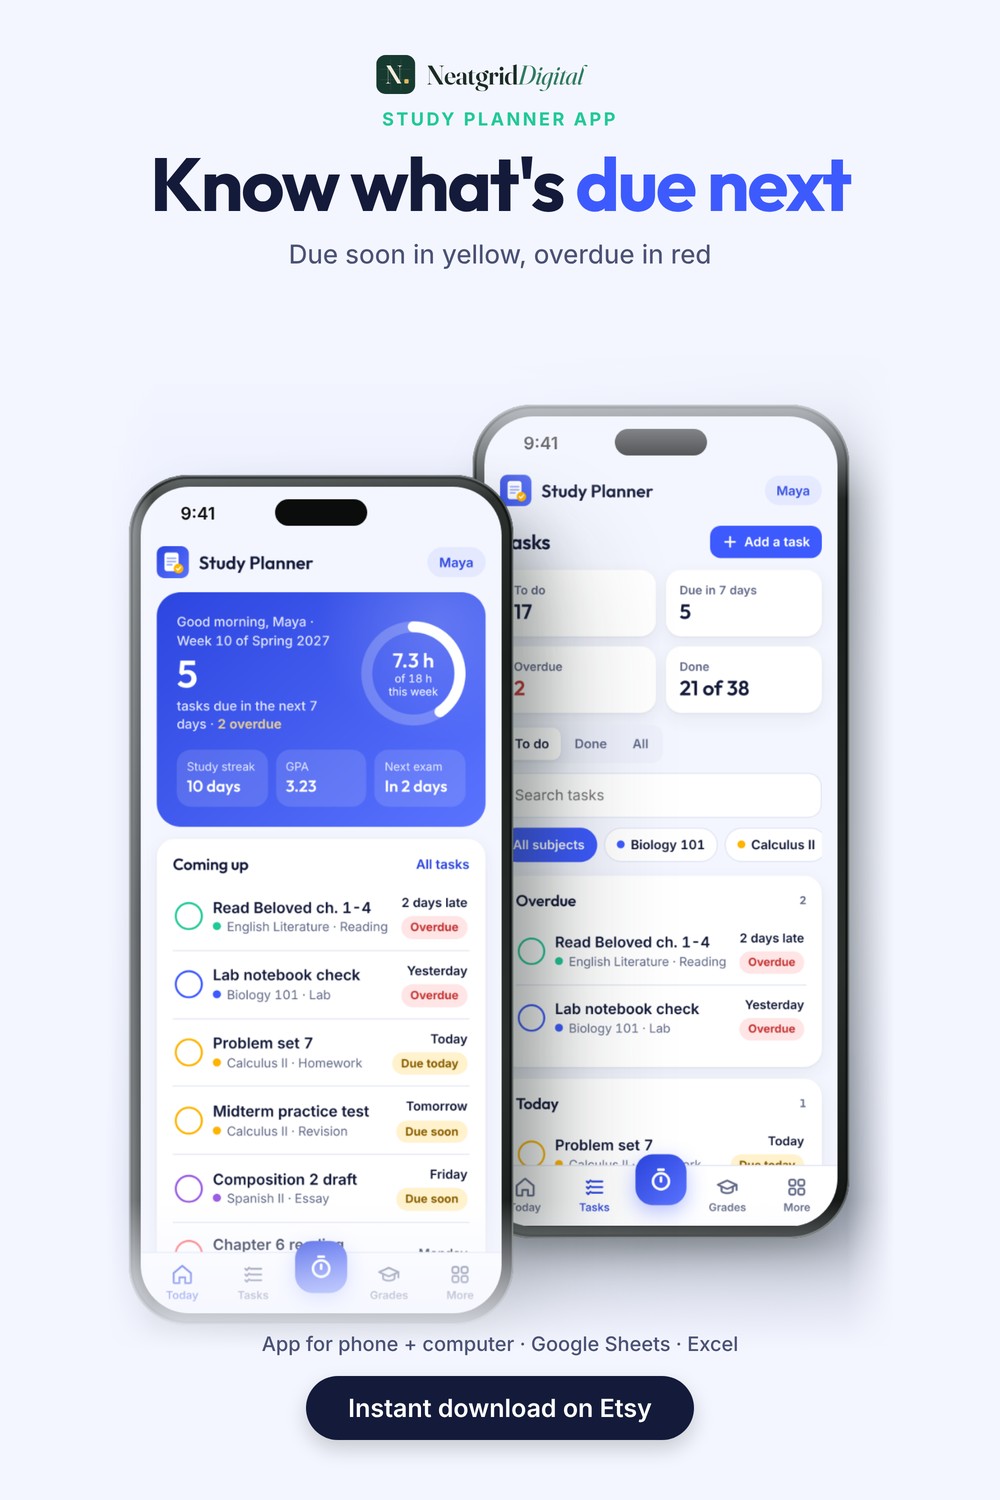 N.
NeatgridDigital
STUDY PLANNER APP
Know what's due next
Due soon in yellow, overdue in red
9:41
Study Planner
Maya
Good morning, Maya ·
Week 10 of Spring 2027
5
tasks due in the next 7
days · 2 overdue
7.3 h
of 18 h
this week
Study streak
10 days
GPA
3.23
Next exam
In 2 days
Coming up
All tasks
Read Beloved ch. 1-4
English Literature · Reading
2 days late
Overdue
Lab notebook check
Biology 101 · Lab
Yesterday
Overdue
Problem set 7
Calculus II · Homework
Today
Due today
Midterm practice test
Calculus II · Revision
Tomorrow
Due soon
Composition 2 draft
Spanish II · Essay
Friday
Due soon
Chapter 6
Today
Tasks
Grades
More
9:41
Study Planner
Maya
asks
+ Add a task
To do
17
Due in 7 days
5
Overdue
2
Done
21 of 38
To do
Done
All
Search tasks
All subjects
Biology 101
Calculus II
Overdue
2
Read Beloved ch. 1-4
English Literature · Reading
2 days late
Overdue
Lab notebook check
Biology 101 · Lab
Yesterday
Overdue
Today
1
Problem set 7
Calculus II
Today
Due today
Today
Tasks
Grades
More
App for phone + computer · Google Sheets · Excel
Instant download on Etsy